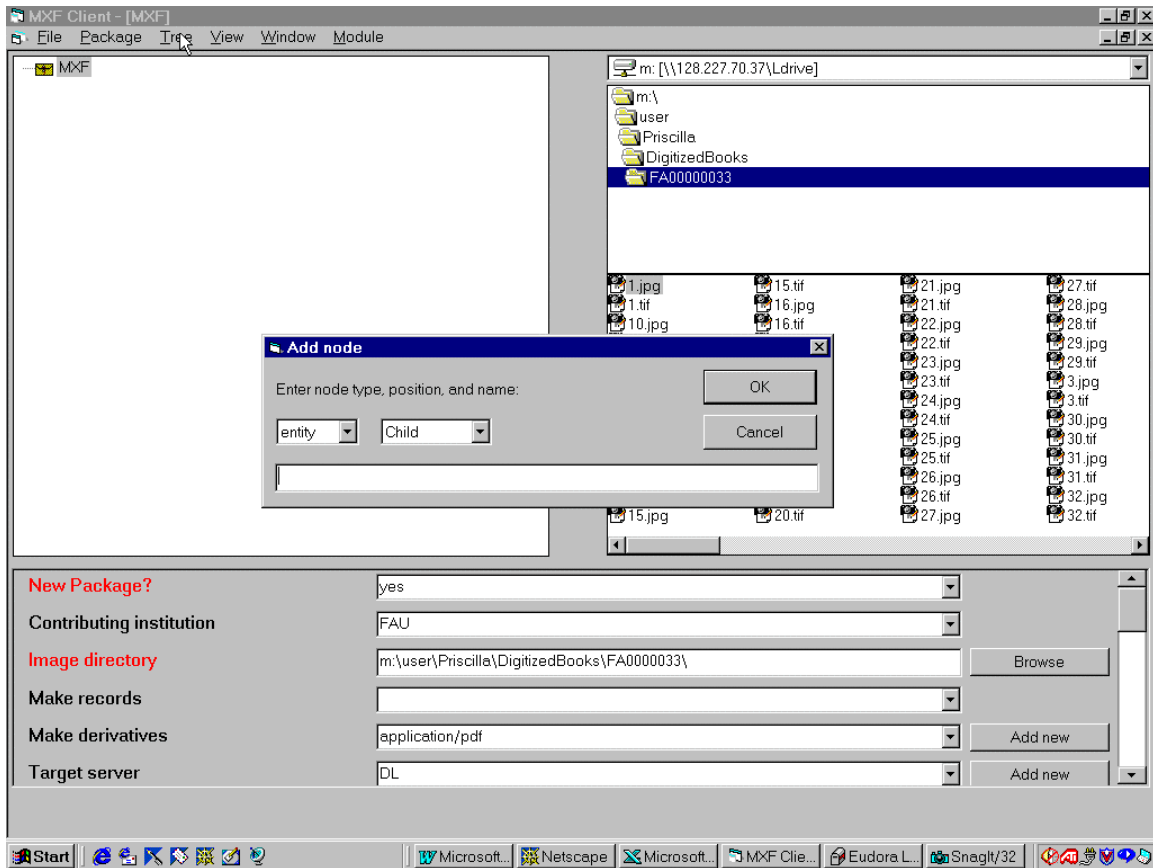 MXF Client - [MXF]
File Package Tree View Window Module
MXF
m: [\\128.227.70.37\Ldrive]
m:\
user
Priscilla
DigitizedBooks
FA00000033
1.jpg 15.tif 21.jpg 27.tif
1.tif 16.jpg 21.tif 28.jpg
10.jpg 16.tif 22.jpg 28.tif
22.tif 29.jpg
23.jpg 29.tif
23.tif 3.jpg
24.jpg 3.tif
24.tif 30.jpg
25.jpg 30.tif
25.tif 31.jpg
26.jpg 31.tif
26.tif 32.jpg
15.jpg 20.tif 27.jpg 32.tif
Add node
Enter node type, position, and name:
OK
entity Child
Cancel
New Package? yes
Contributing institution FAU
Image directory m:\user\Priscilla\DigitizedBooks\FA0000033\ Browse
Make records
Make derivatives application/pdf Add new
Target server DL Add new
Start Microsoft... Netscape Microsoft... MXF Clie... Eudora L... SnagIt/32